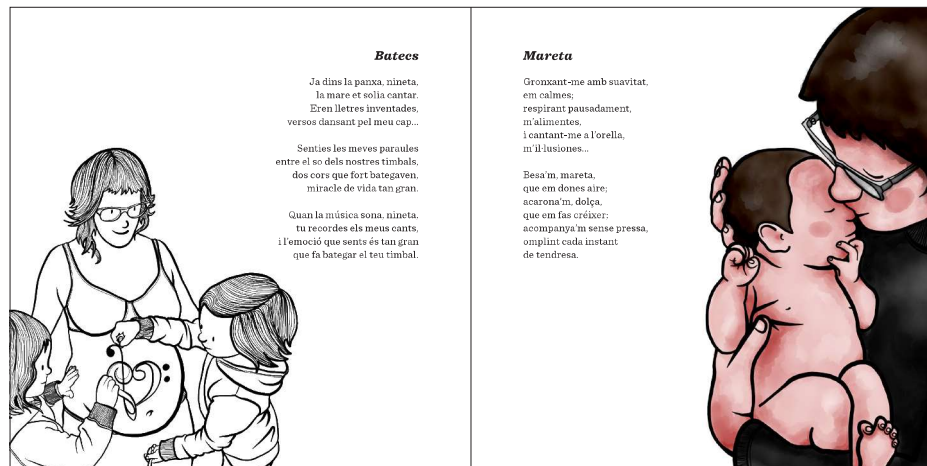 Batecs
Ja dins la panxa, nineta,
la mare et solia cantar.
Eren lletres inventades,
versos dansant pel meu cap...
Senties les meves paraules
entre el so dels nostres timbals,
dos cors que fort bategaven,
miracle de vida tan gran.
Quan la música sona, nineta,
tu recordes els meus cants,
i l'emoció que sents és tan gran
que fa bategar el teu timbal.
Mareta
Gronxant-me amb suavitat,
em calmes;
respirant pausadament,
m'alimentes,
i cantant-me a l'orella,
m'il·lusiones...
Besa'm, mareta,
que em dones aire;
acarona'm, dolça,
que em fas créixer;
acompanya'm sense pressa,
omplint cada instant
de tendresa.